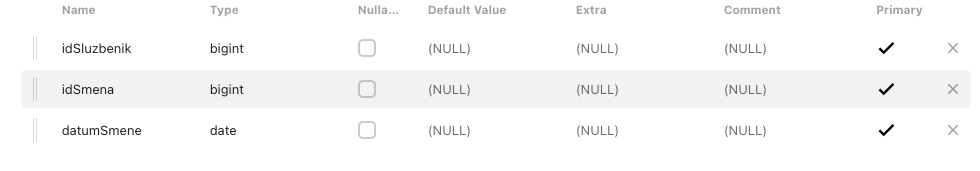 Name Type Nulla... Default Value Extra Comment Primary
idSluzbenik bigint (NULL) (NULL) (NULL)
idSmena bigint (NULL) (NULL) (NULL)
datumSmene date (NULL) (NULL) (NULL)